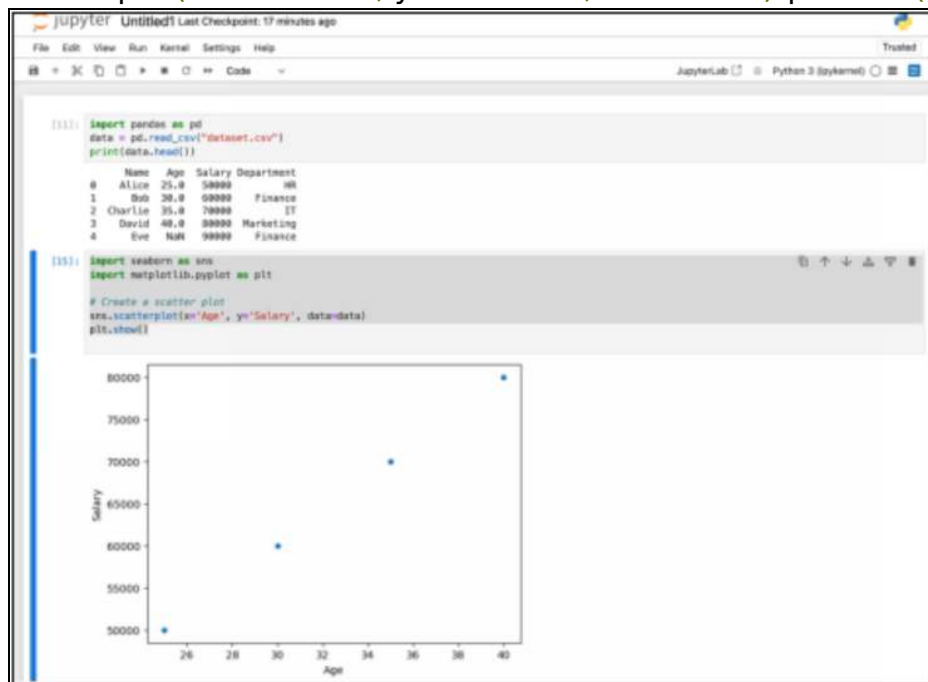 jupyter Untitled1 Last Checkpoint: 17 minutes ago
File Edit View Run Kernel Settings Help Trusted
Code JupyterLab Python 3 (ipykernel)
[11]: import pandas as pd
data = pd.read_csv("dataset.csv")
print(data.head())
Name Age Salary Department
0 Alice 25.0 50000 HR
1 Bob 30.0 60000 Finance
2 Charlie 35.0 70000 IT
3 David 40.0 80000 Marketing
4 Eve NaN 90000 Finance
[15]: import seaborn as sns
import matplotlib.pyplot as plt
# Create a scatter plot
sns.scatterplot(x='Age', y='Salary', data=data)
plt.show()
80000
75000
70000
65000
60000
55000
50000
Salary
26 28 30 32 34 36 38 40
Age